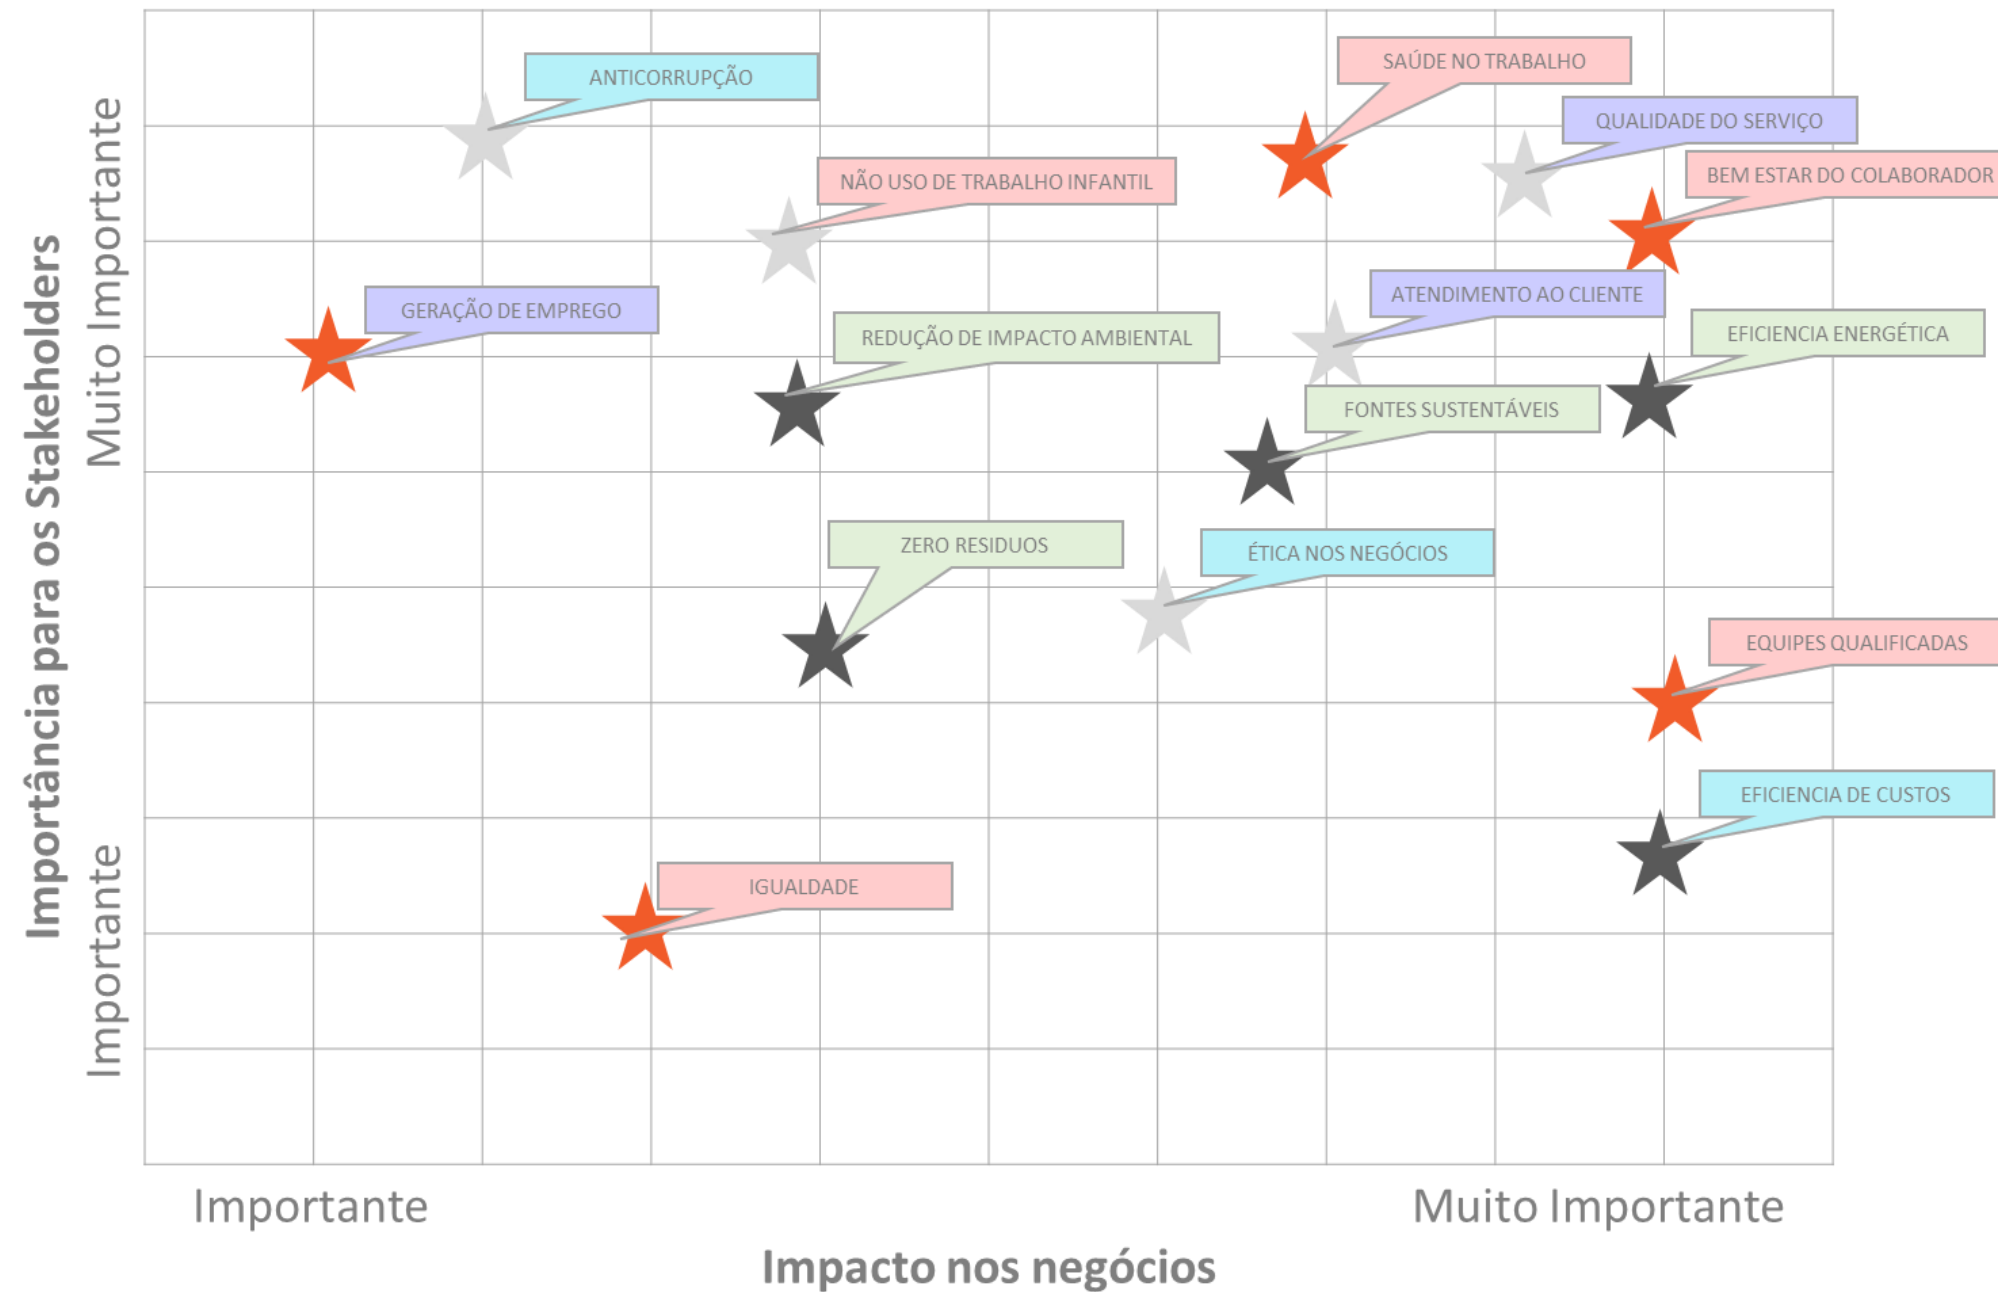 Importância para os Stakeholders
Muito Importante
Importante
ANTICORRUPÇÃO
SAÚDE NO TRABALHO
QUALIDADE DO SERVIÇO
NÃO USO DE TRABALHO INFANTIL
BEM ESTAR DO COLABORADOR
GERAÇÃO DE EMPREGO
ATENDIMENTO AO CLIENTE
REDUÇÃO DE IMPACTO AMBIENTAL
EFICIENCIA ENERGÉTICA
FONTES SUSTENTÁVEIS
ZERO RESIDUOS
ÉTICA NOS NEGÓCIOS
EQUIPES QUALIFICADAS
EFICIENCIA DE CUSTOS
IGUALDADE
Importante
Muito Importante
Impacto nos negócios